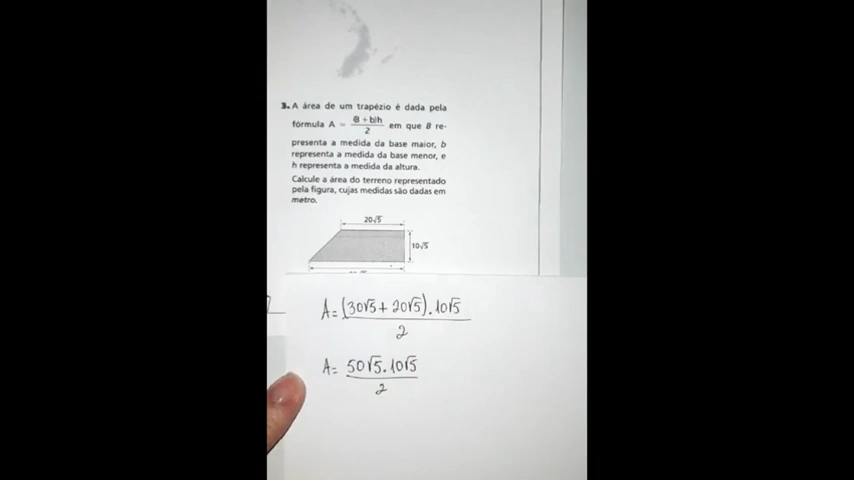 3. A área de um trapézio é dada pela
fórmula A = (B + b)h / 2 em que B re-
presenta a medida da base maior, b
representa a medida da base menor, e
h representa a medida da altura.
Calcule a área do terreno representado
pela figura, cujas medidas são dadas em
metro.
20√5
10√5
A = (30√5 + 20√5) . 10√5 / 2
A = 50√5 . 10√5 / 2